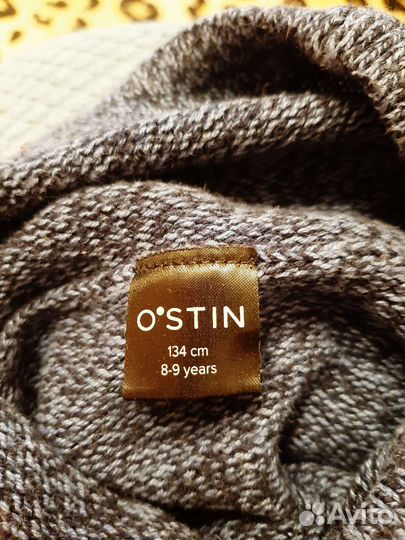 O'STIN
134 cm
8-9 years
Avito